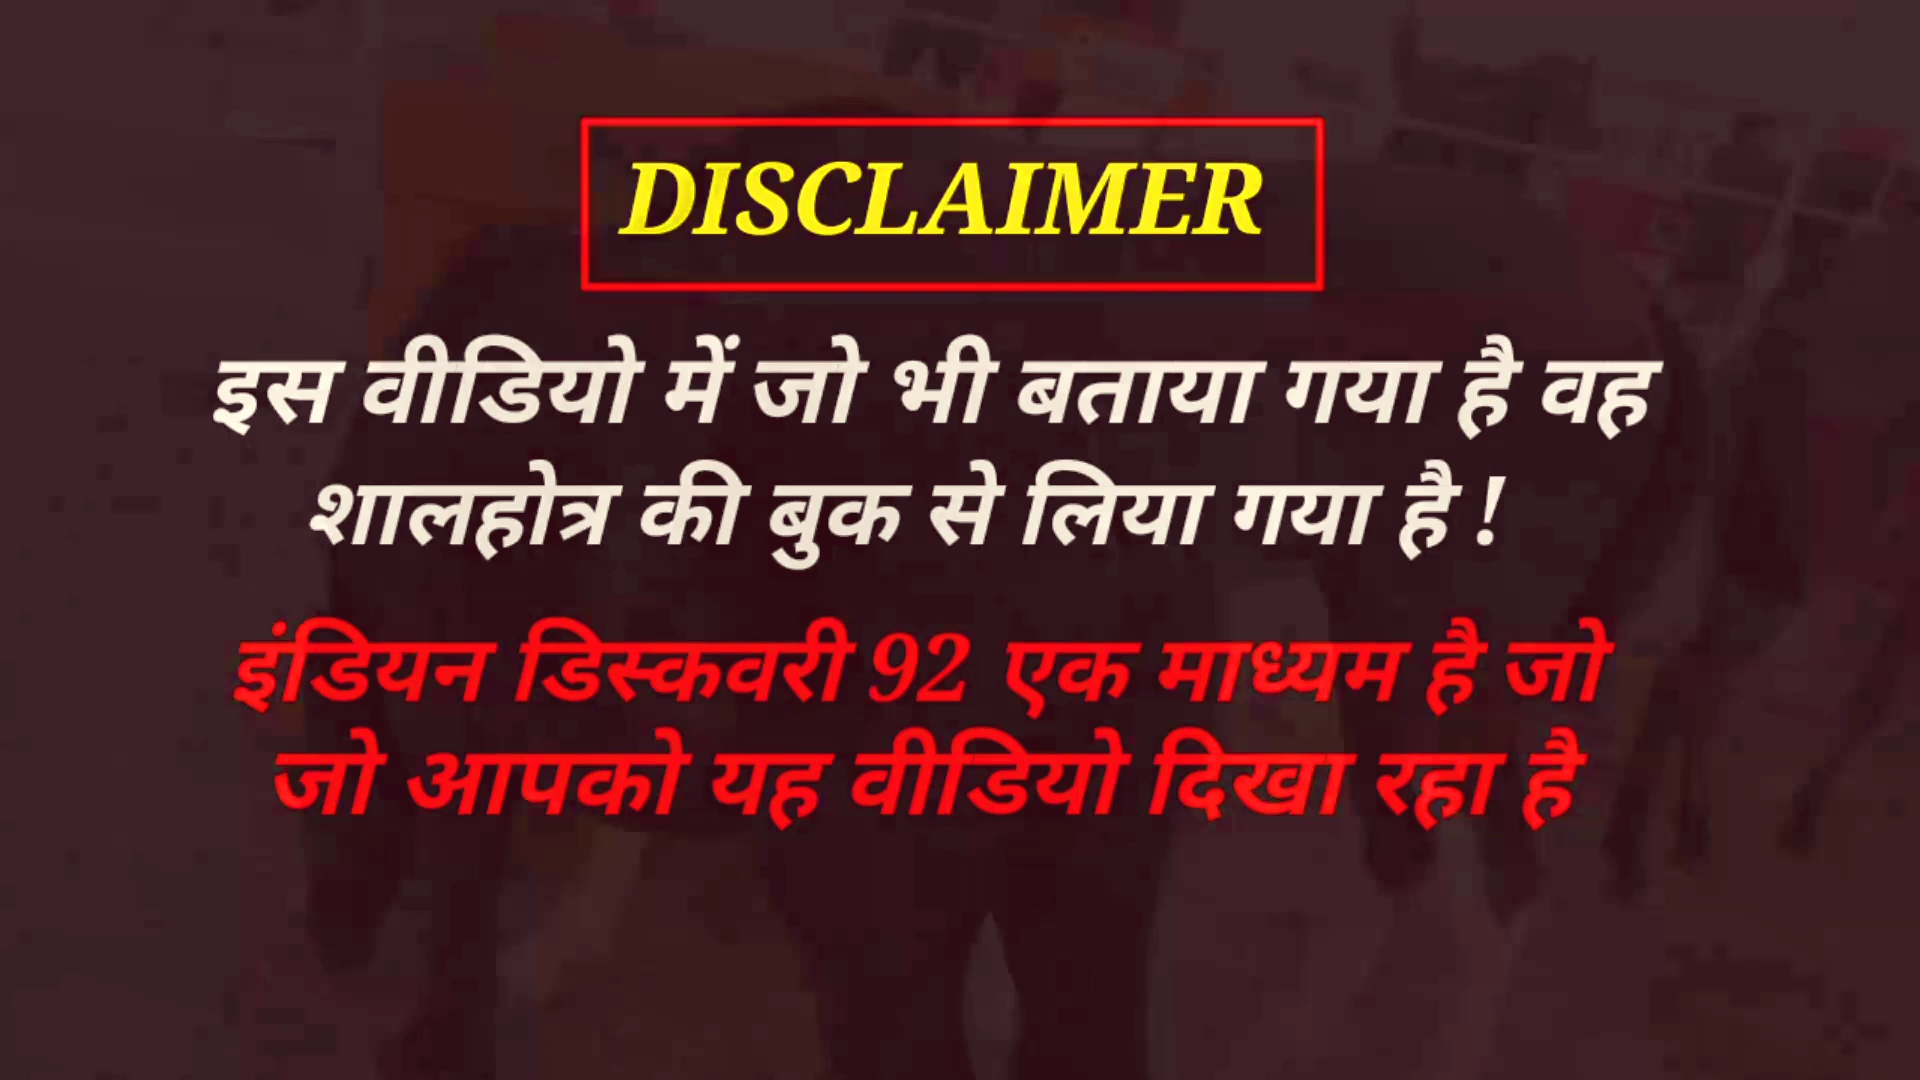 DISCLAIMER
इस वीडियो में जो भी बताया गया है वह
शालहोत्र की बुक से लिया गया है !
इंडियन डिस्कवरी 92 एक माध्यम है जो
जो आपको यह वीडियो दिखा रहा है